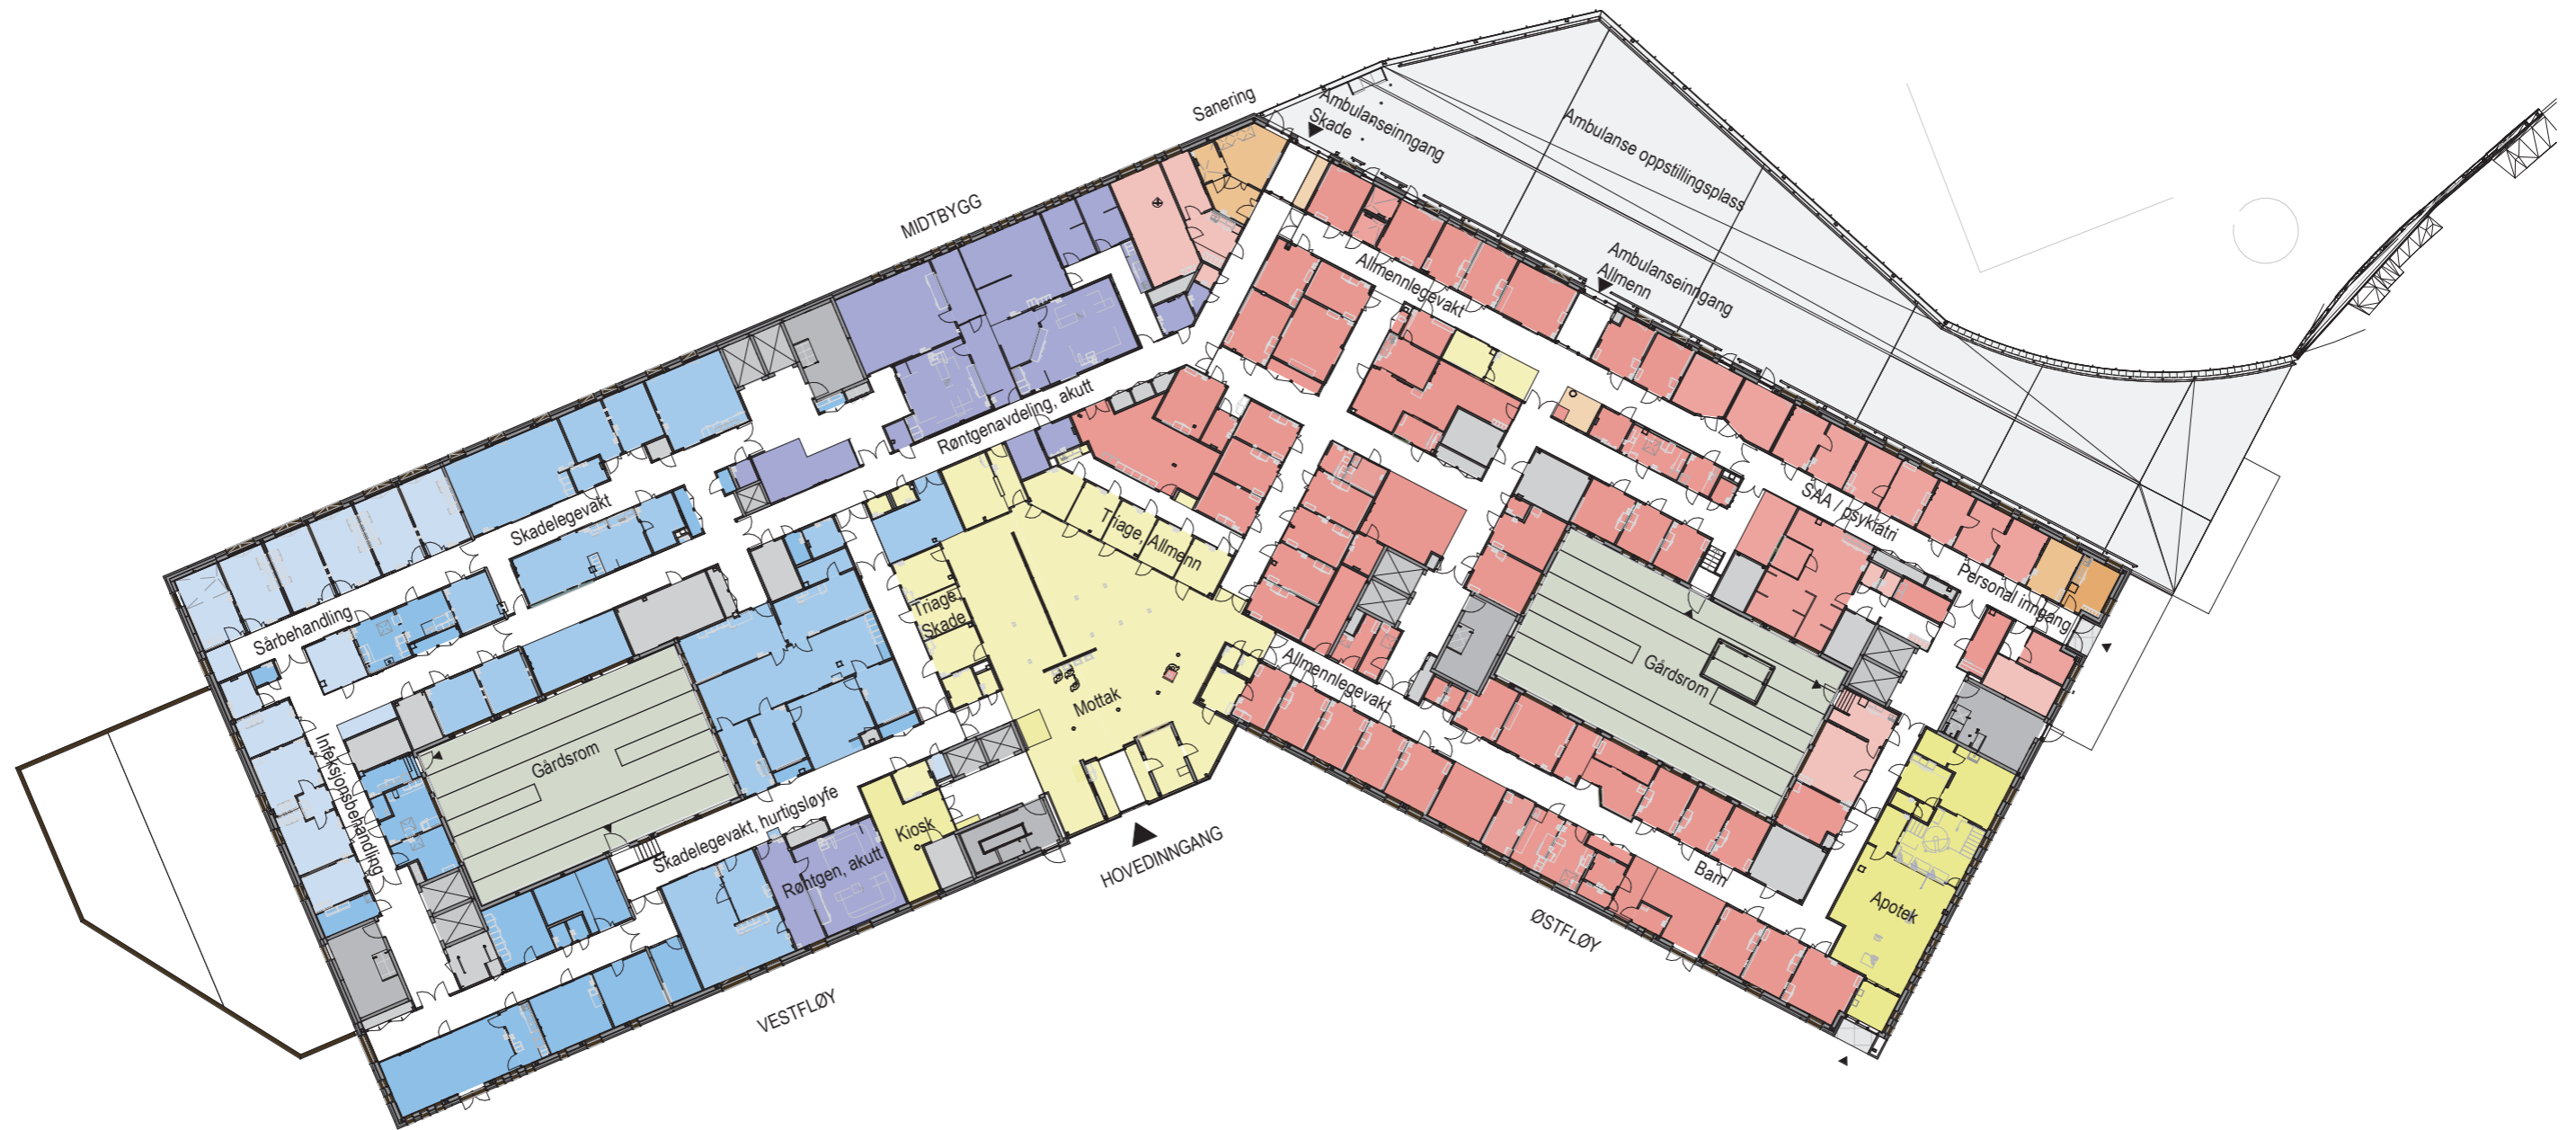 Sanering
Ambulanseinngang
Skade
Ambulanse oppstillingsplass
MIDTBYGG
Allmennlegevakt
Ambulanseinngang
Allmenn
Røntgenavdeling, akutt
Skadelegevakt
Triage, Allmenn
SAA / psykiatri
Personal inngang
Sårbehandling
Triage
Skade
Mottak
Allmennlegevakt
Gårdsrom
Infeksjonsbehandling
Gårdsrom
Skadelegevakt, hurtigsløyfe
Kiosk
Røntgen, akutt
HOVEDINNGANG
Barn
Apotek
ØSTFLØY
VESTFLØY